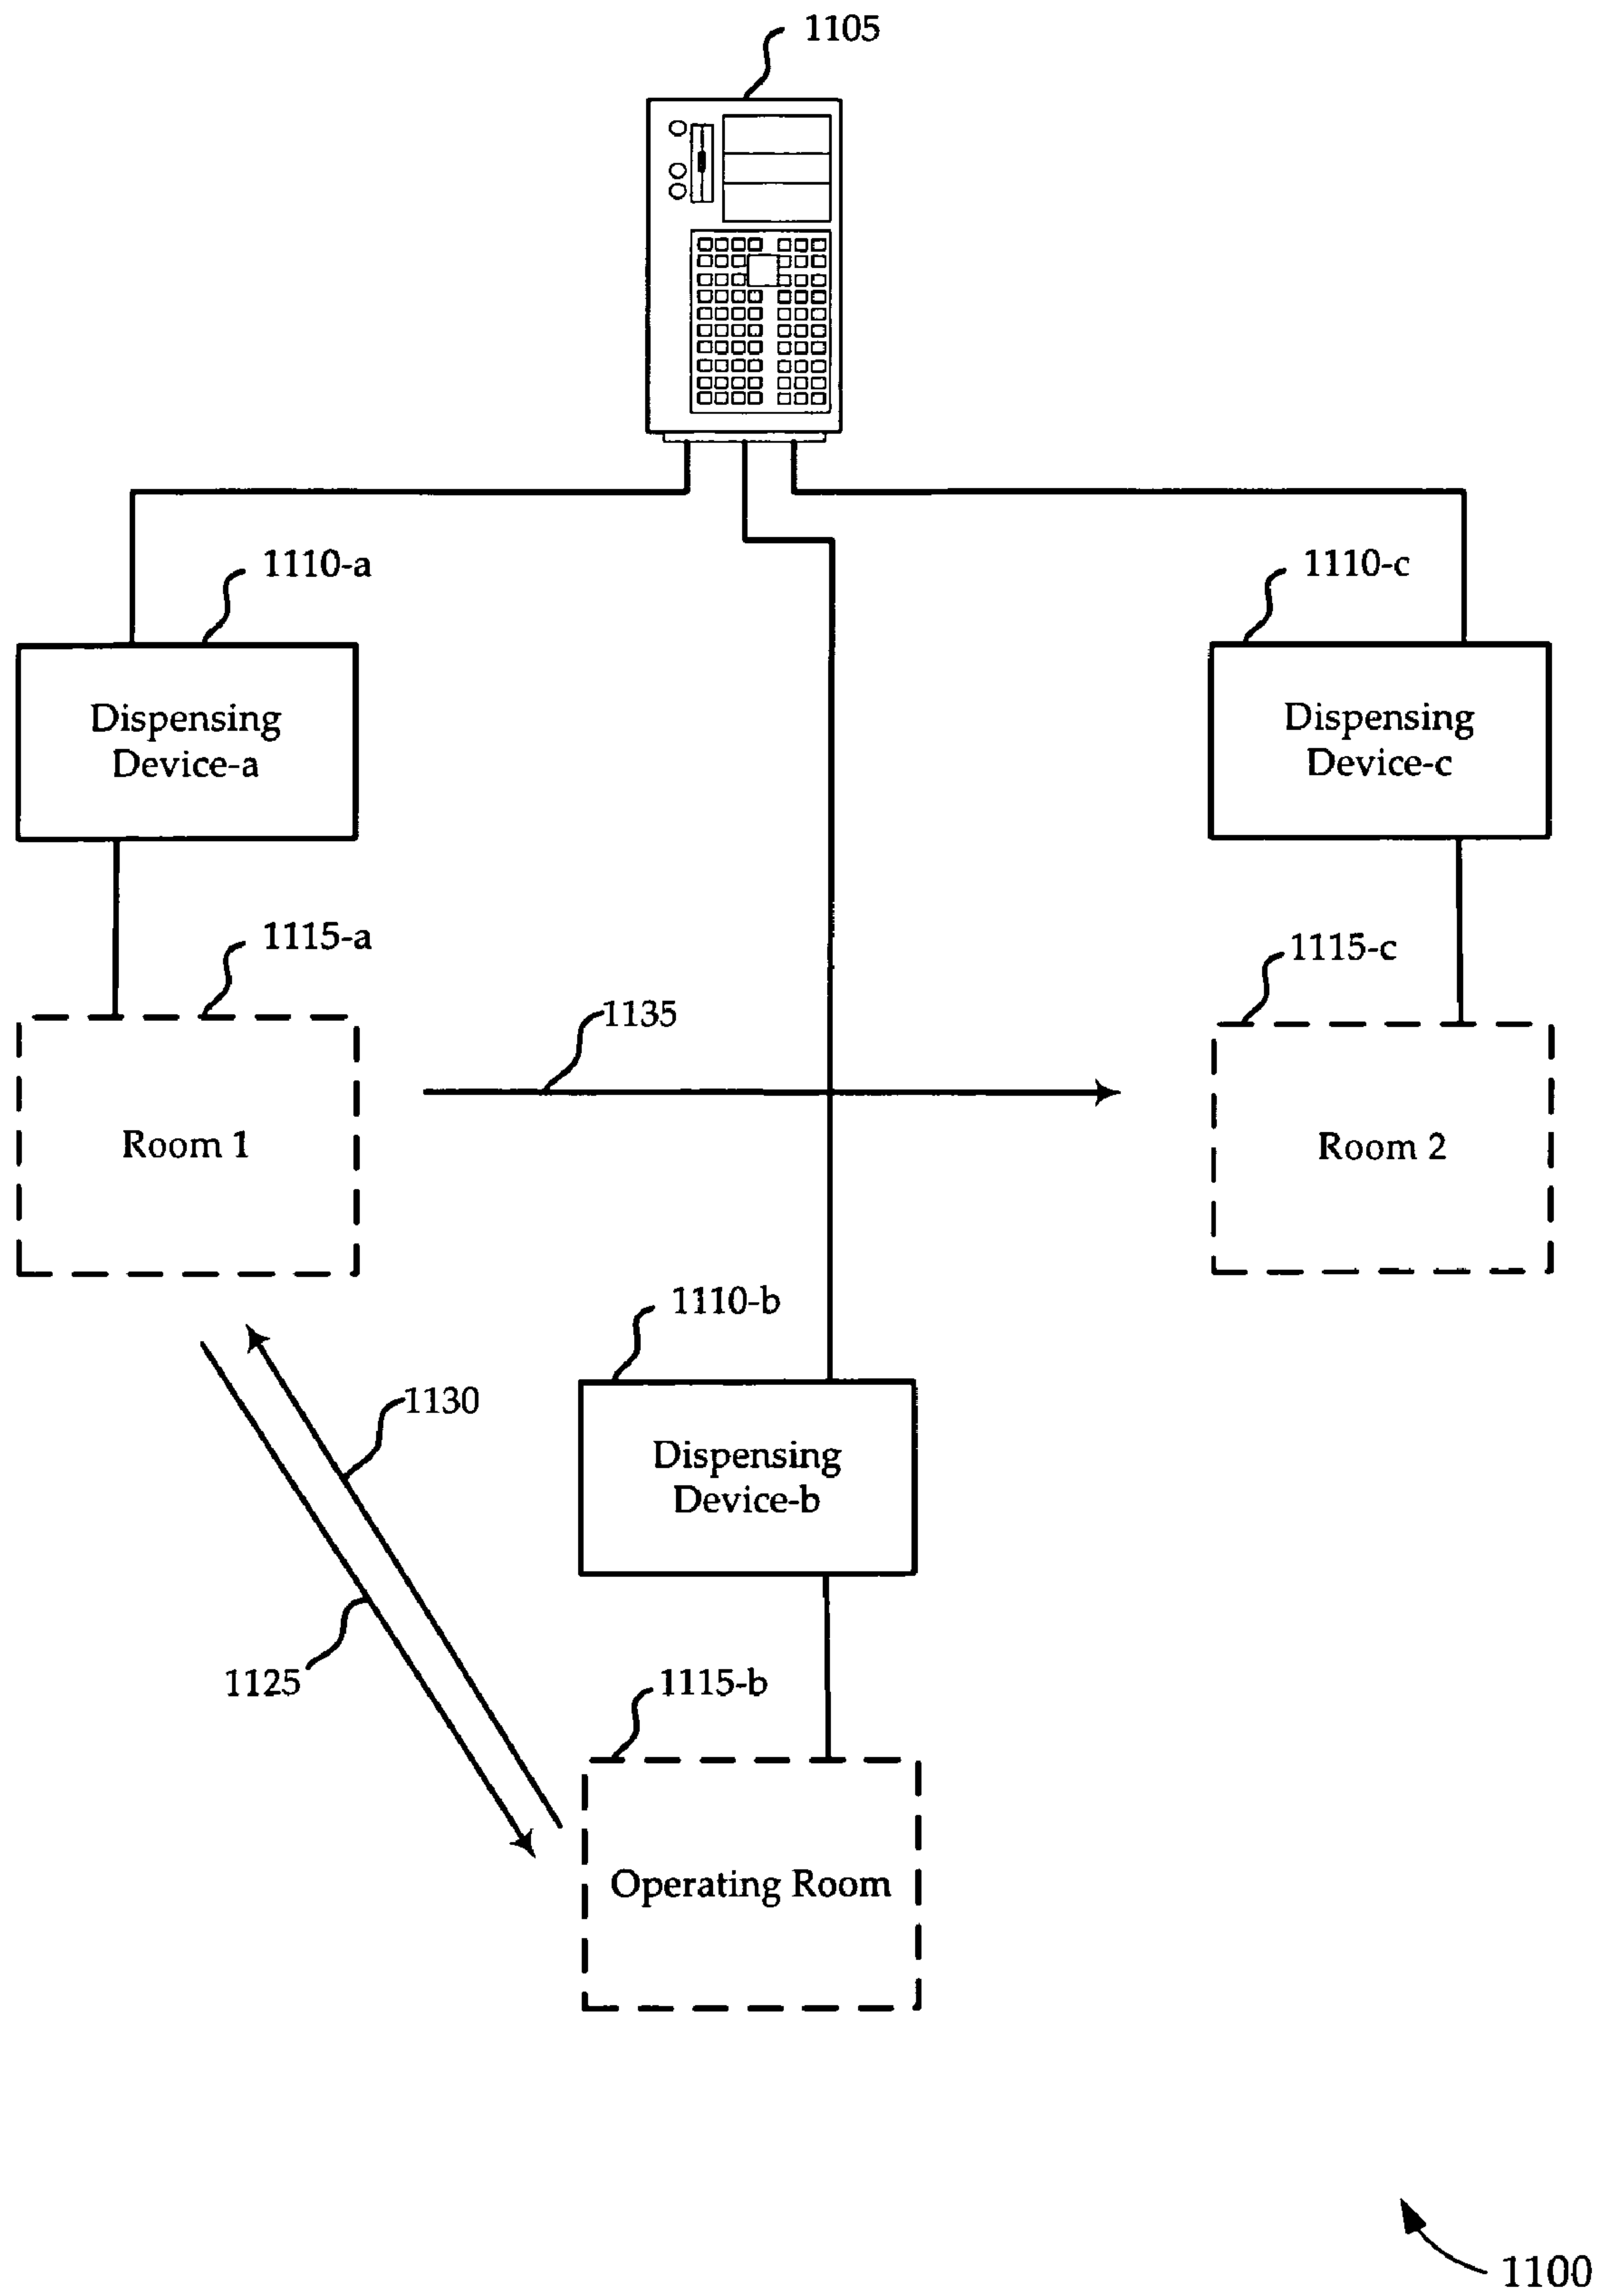 1105
1110-a
1110-c
Dispensing
Device-a
Dispensing
Device-c
1115-a
1115-c
1135
Room 1
Room 2
1110-b
1130
Dispensing
Device-b
1125
1115-b
Operating Room
1100